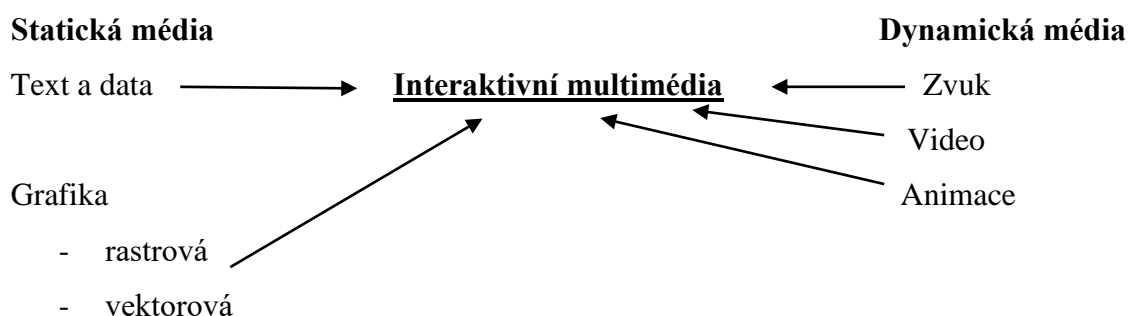 Statická média Dynamická média
Text a data Interaktivní multimédia Zvuk
Video
Grafika Animace
- rastrová
- vektorová